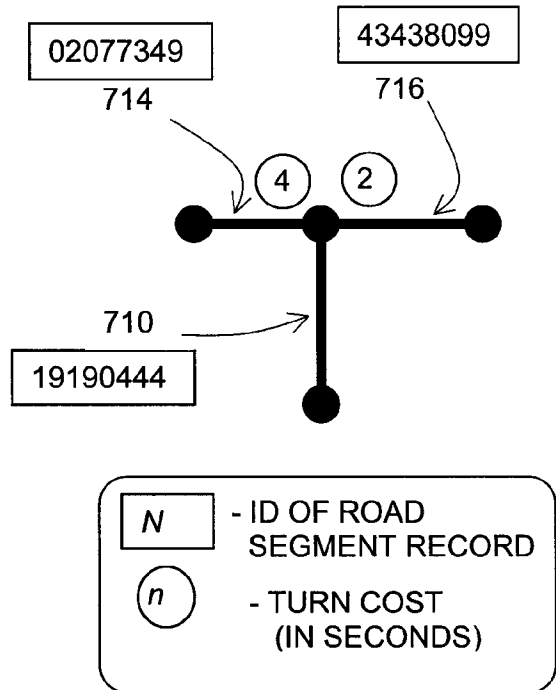 02077349
43438099
714
716
4
2
710
19190444
N - ID OF ROAD
SEGMENT RECORD
n - TURN COST
(IN SECONDS)